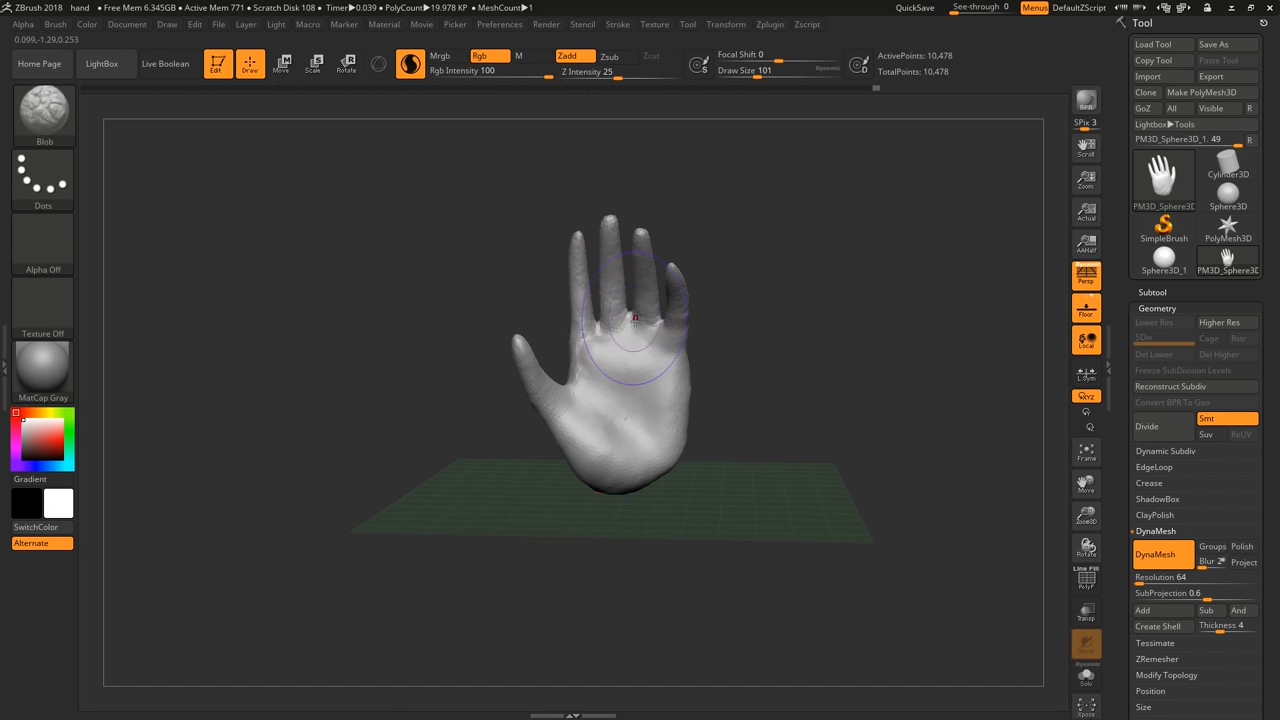 ZBrush 2018 hand • Free Mem 6.345GB • Active Mem 771 • Scratch Disk 108 • Timer▶0.039 • PolyCount▶19.978 KP • MeshCount▶1 QuickSave See-through 0 Menus DefaultZScript
Alpha Brush Color Document Draw Edit File Layer Light Macro Marker Material Movie Picker Preferences Render Stencil Stroke Texture Tool Transform Zplugin Zscript
0.099,-1.29,0.253
Home Page LightBox Live Boolean Edit Draw Move Scale Rotate
Mrgb Rgb M Zadd Zsub Zcut
Rgb Intensity 100 Z Intensity 25
Focal Shift 0
Draw Size 101 Dynamic
S D
ActivePoints: 10,478
TotalPoints: 10,478
Blob
Dots
Alpha Off
Texture Off
MatCap Gray
Gradient
SwitchColor
Alternate
BPR
SPix 3
Scroll
Zoom
Actual
AAHalf
Dynamic
Persp
Floor
Local
L.Sym
XYZ
Frame
Move
Zoom3D
Rotate
Line Fill
PolyF
Transp
Ghost
Dynamic
Solo
Xpose
Tool
Load Tool Save As
Copy Tool Paste Tool
Import Export
Clone Make PolyMesh3D
GoZ All Visible R
Lightbox▶Tools
PM3D_Sphere3D_1. 49 R
PM3D_Sphere3D
Cylinder3D
Sphere3D
SimpleBrush PolyMesh3D
Sphere3D_1 PM3D_Sphere3D
Subtool
Geometry
Lower Res Higher Res
SDiv Cage Rstr
Del Lower Del Higher
Freeze SubDivision Levels
Reconstruct Subdiv
Convert BPR To Geo
Divide Smt
Suv ReUV
Dynamic Subdiv
EdgeLoop
Crease
ShadowBox
ClayPolish
DynaMesh
DynaMesh Groups Polish
Blur 2 Project
Resolution 64
SubProjection 0.6
Add Sub And
Create Shell Thickness 4
Tessimate
ZRemesher
Modify Topology
Position
Size